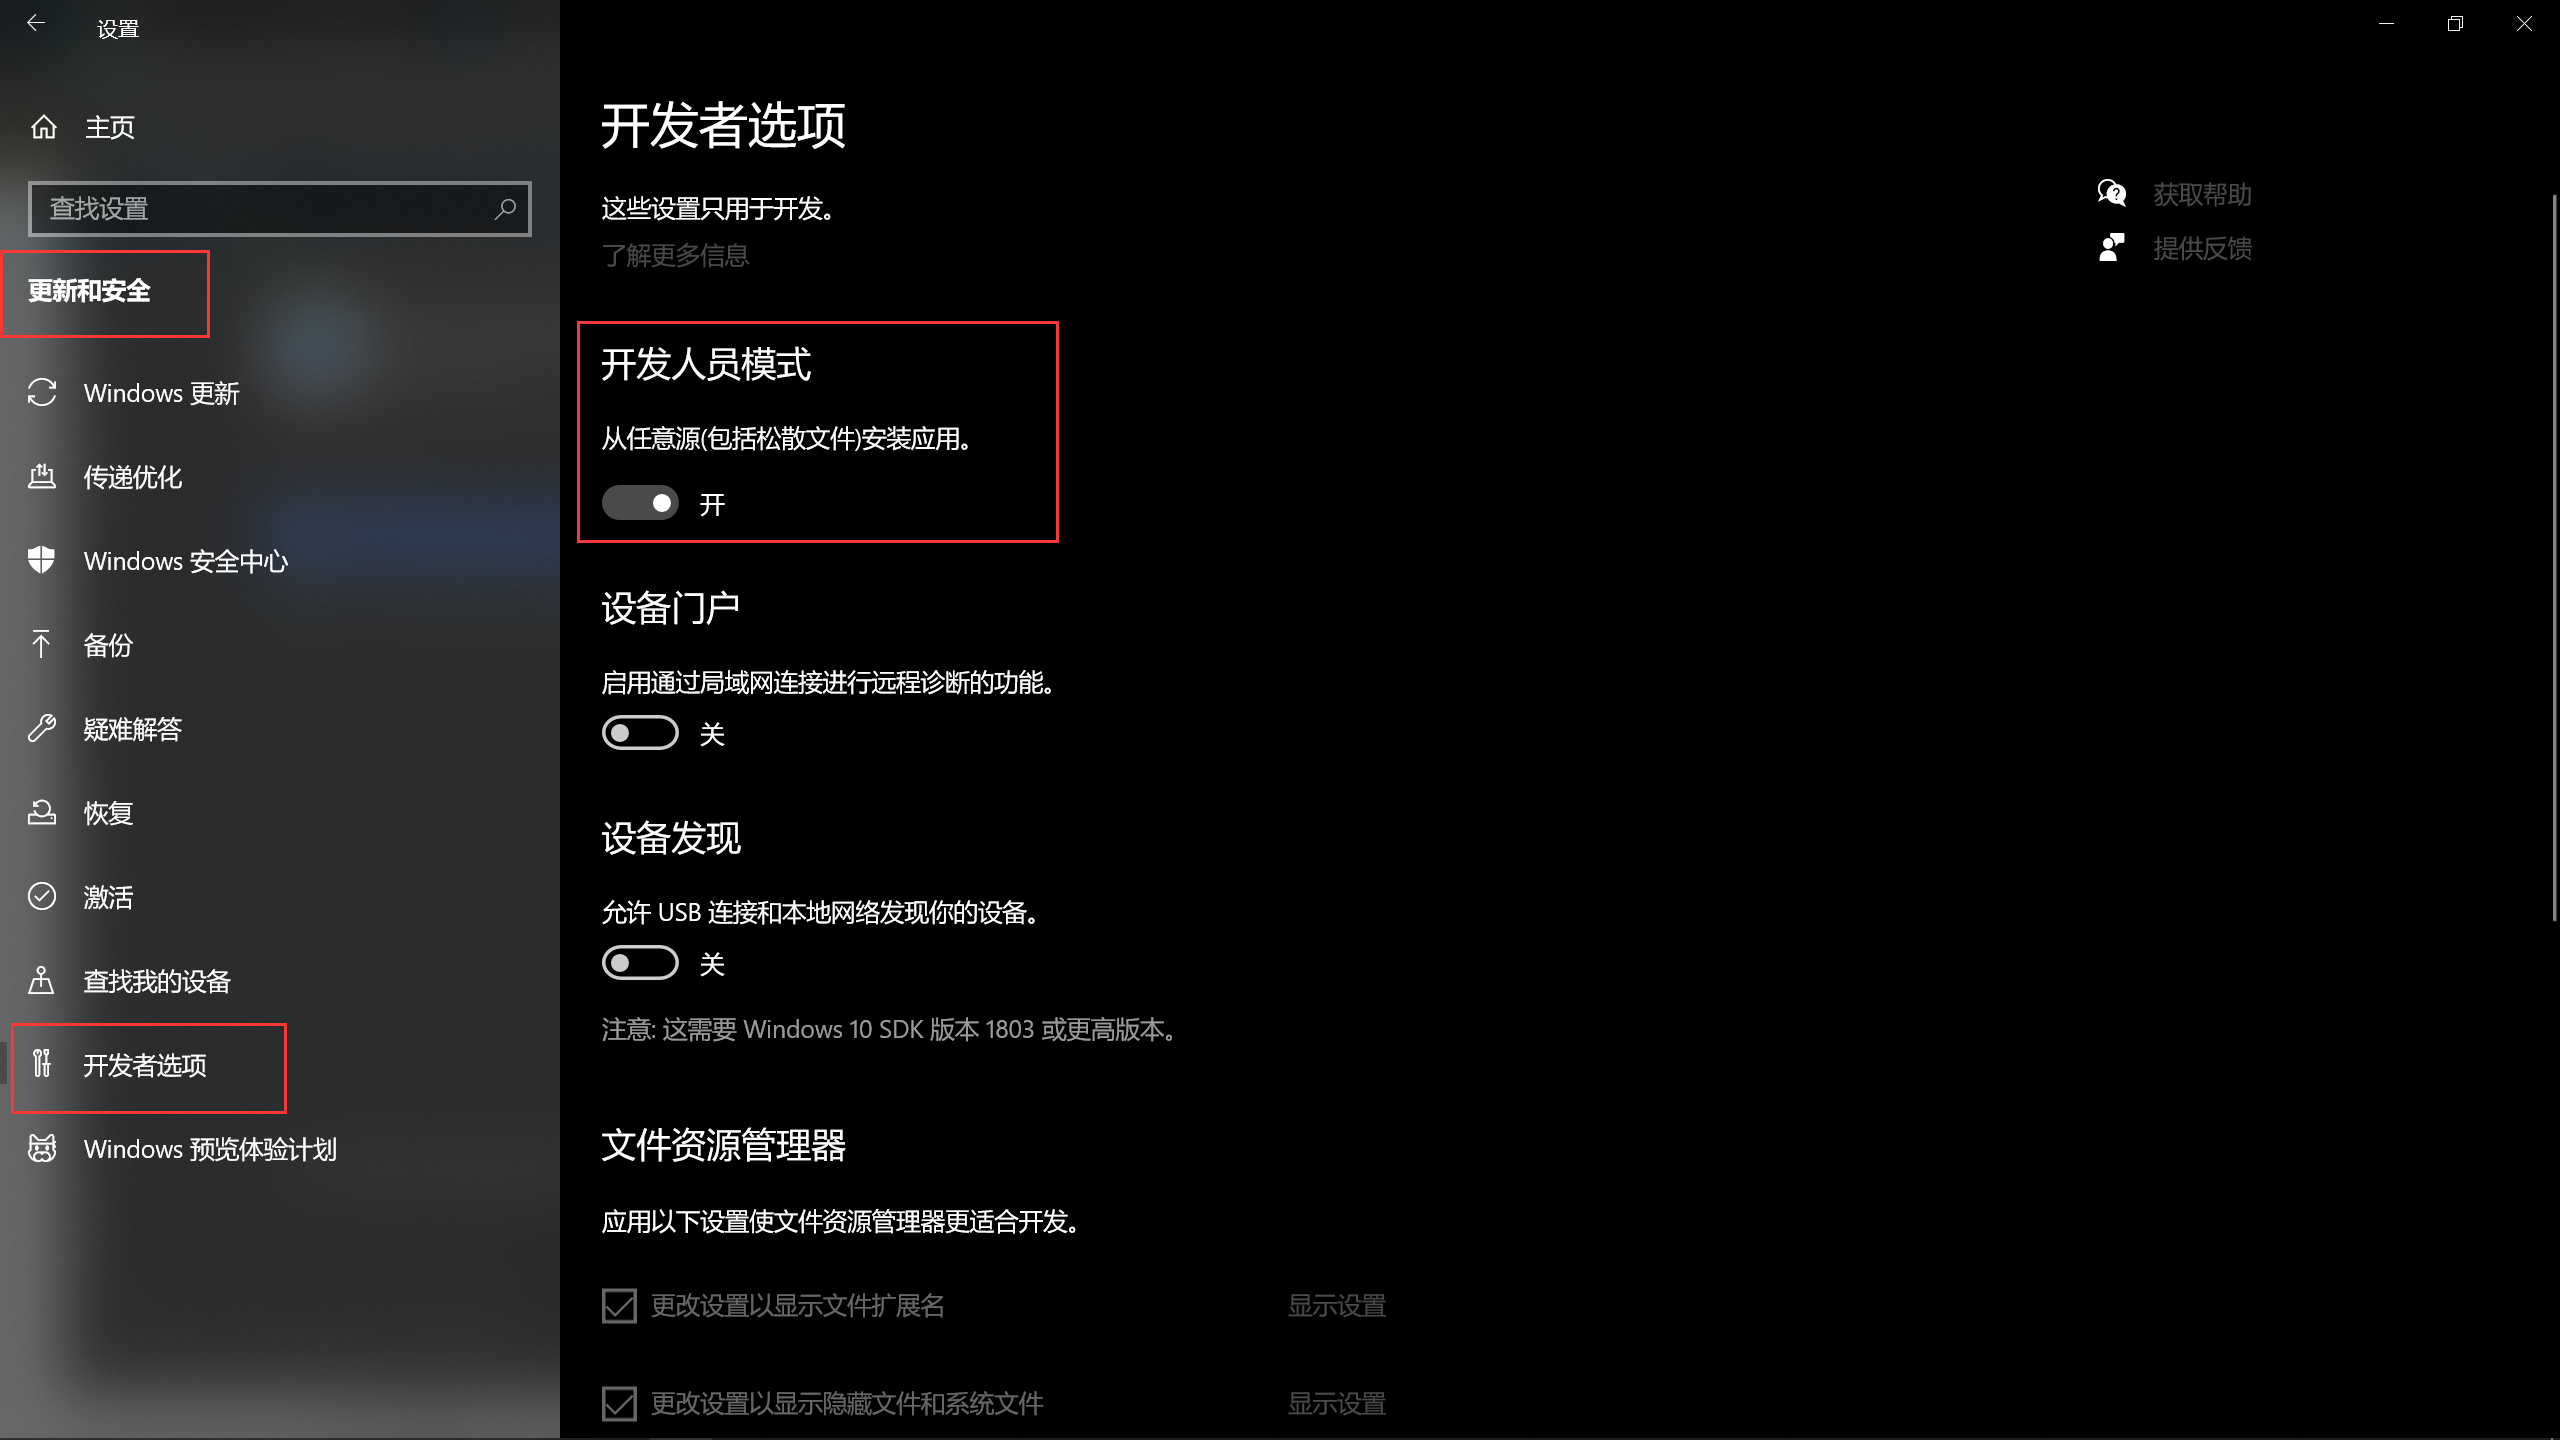 设置
主页
查找设置
更新和安全
Windows 更新
传递优化
Windows 安全中心
备份
疑难解答
恢复
激活
查找我的设备
开发者选项
Windows 预览体验计划
开发者选项
这些设置只用于开发。
了解更多信息
开发人员模式
从任意源(包括松散文件)安装应用。
开
设备门户
启用通过局域网连接进行远程诊断的功能。
关
设备发现
允许 USB 连接和本地网络发现你的设备。
关
注意: 这需要 Windows 10 SDK 版本 1803 或更高版本。
文件资源管理器
应用以下设置使文件资源管理器更适合开发。
更改设置以显示文件扩展名 显示设置
更改设置以显示隐藏文件和系统文件 显示设置
获取帮助
提供反馈